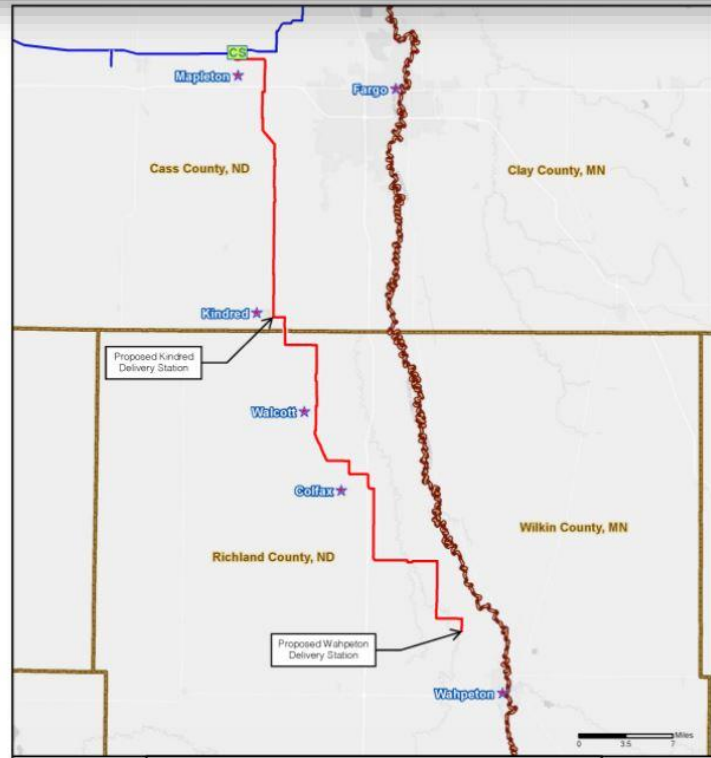 CS
Mapleton
Fargo
Cass County, ND
Clay County, MN
Kindred
Proposed Kindred
Delivery Station
Walcott
Colfax
Wilkin County, MN
Richland County, ND
Proposed Wahpeton
Delivery Station
Wahpeton
Miles
0 3.5 7